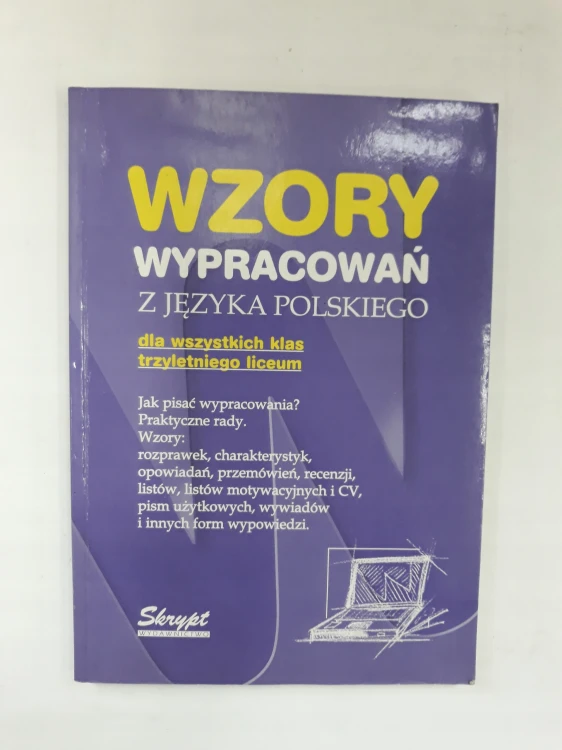 WZORY
WYPRACOWAŃ
Z JĘZYKA POLSKIEGO
dla wszystkich klas
trzyletniego liceum
Jak pisać wypracowania?
Praktyczne rady.
Wzory:
rozprawek, charakterystyk,
opowiadań, przemówień, recenzji,
listów, listów motywacyjnych i CV,
pism użytkowych, wywiadów
i innych form wypowiedzi.
Skrypt
WYDAWNICTWO